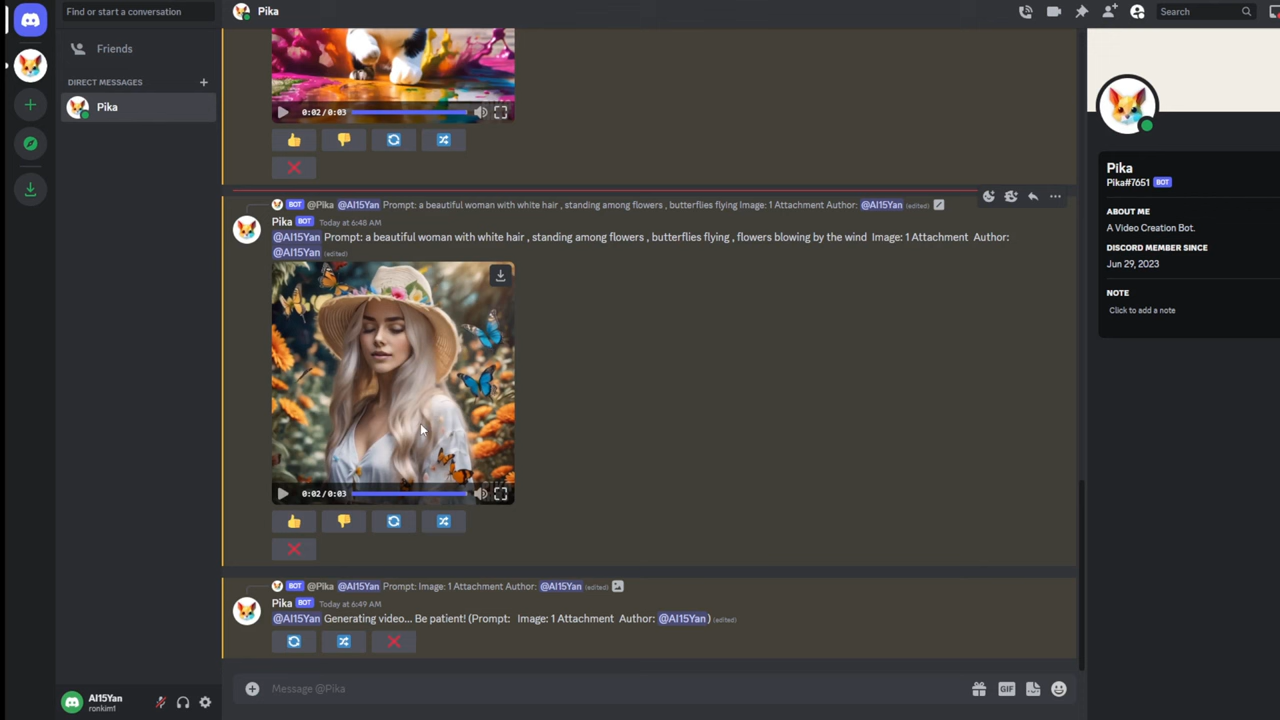 Find or start a conversation
Pika
Search
Friends
DIRECT MESSAGES
Pika
0:02/0:03
BOT @Pika @AI15Yan Prompt: a beautiful woman with white hair , standing among flowers , butterflies flying Image: 1 Attachment Author: @AI15Yan (edited)
Pika BOT Today at 6:48 AM
@AI15Yan Prompt: a beautiful woman with white hair , standing among flowers , butterflies flying , flowers blowing by the wind Image: 1 Attachment Author:
@AI15Yan (edited)
0:02/0:03
BOT @Pika @AI15Yan Prompt: Image: 1 Attachment Author: @AI15Yan (edited)
Pika BOT Today at 6:49 AM
@AI15Yan Generating video... Be patient! (Prompt: Image: 1 Attachment Author: @AI15Yan ) (edited)
Message @Pika
GIF
AI15Yan
ronkim1
Pika
Pika#7651 BOT
ABOUT ME
A Video Creation Bot.
DISCORD MEMBER SINCE
Jun 29, 2023
NOTE
Click to add a note